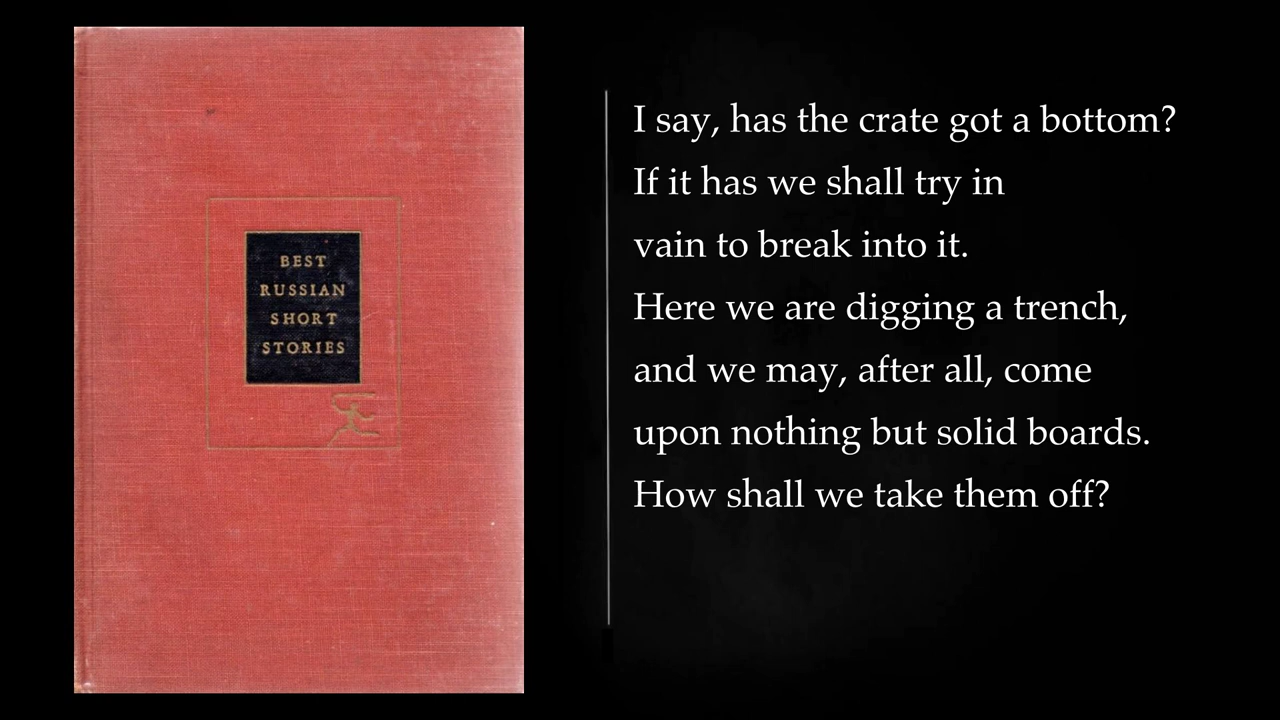 BEST
RUSSIAN
SHORT
STORIES
I say, has the crate got a bottom?
If it has we shall try in
vain to break into it.
Here we are digging a trench,
and we may, after all, come
upon nothing but solid boards.
How shall we take them off?